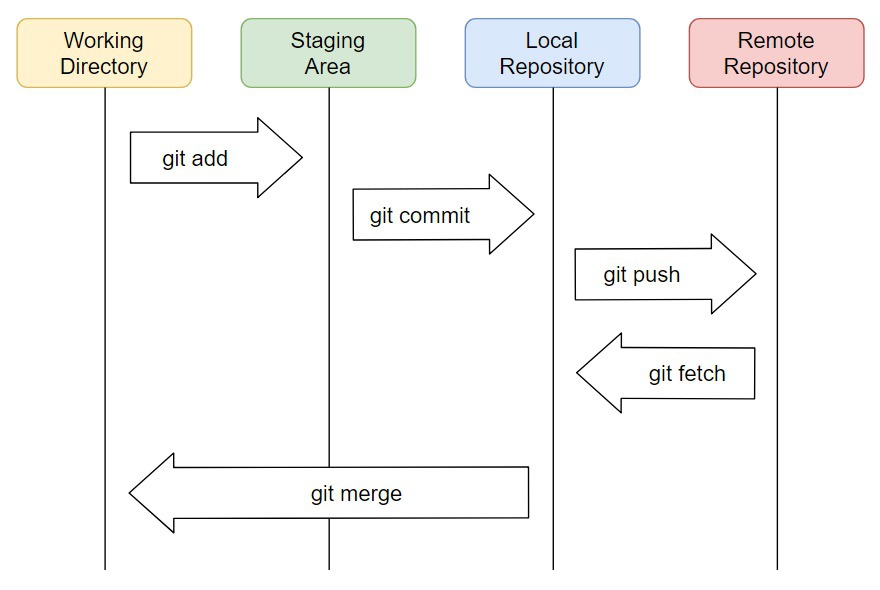 Working
Directory
Staging
Area
Local
Repository
Remote
Repository
git add
git commit
git push
git fetch
git merge